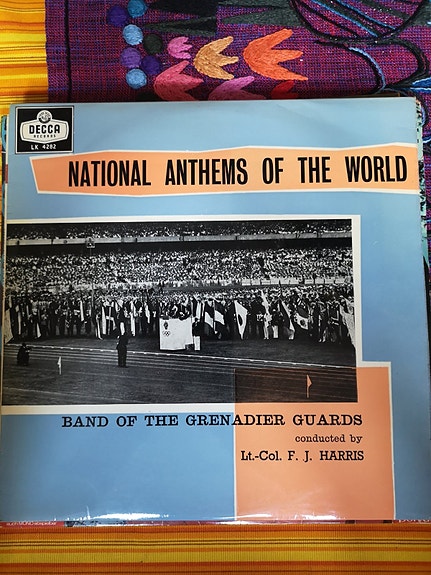 DECCA
RECORDS
LK 4282
NATIONAL ANTHEMS OF THE WORLD
BAND OF THE GRENADIER GUARDS
conducted by
Lt.-Col. F. J. HARRIS